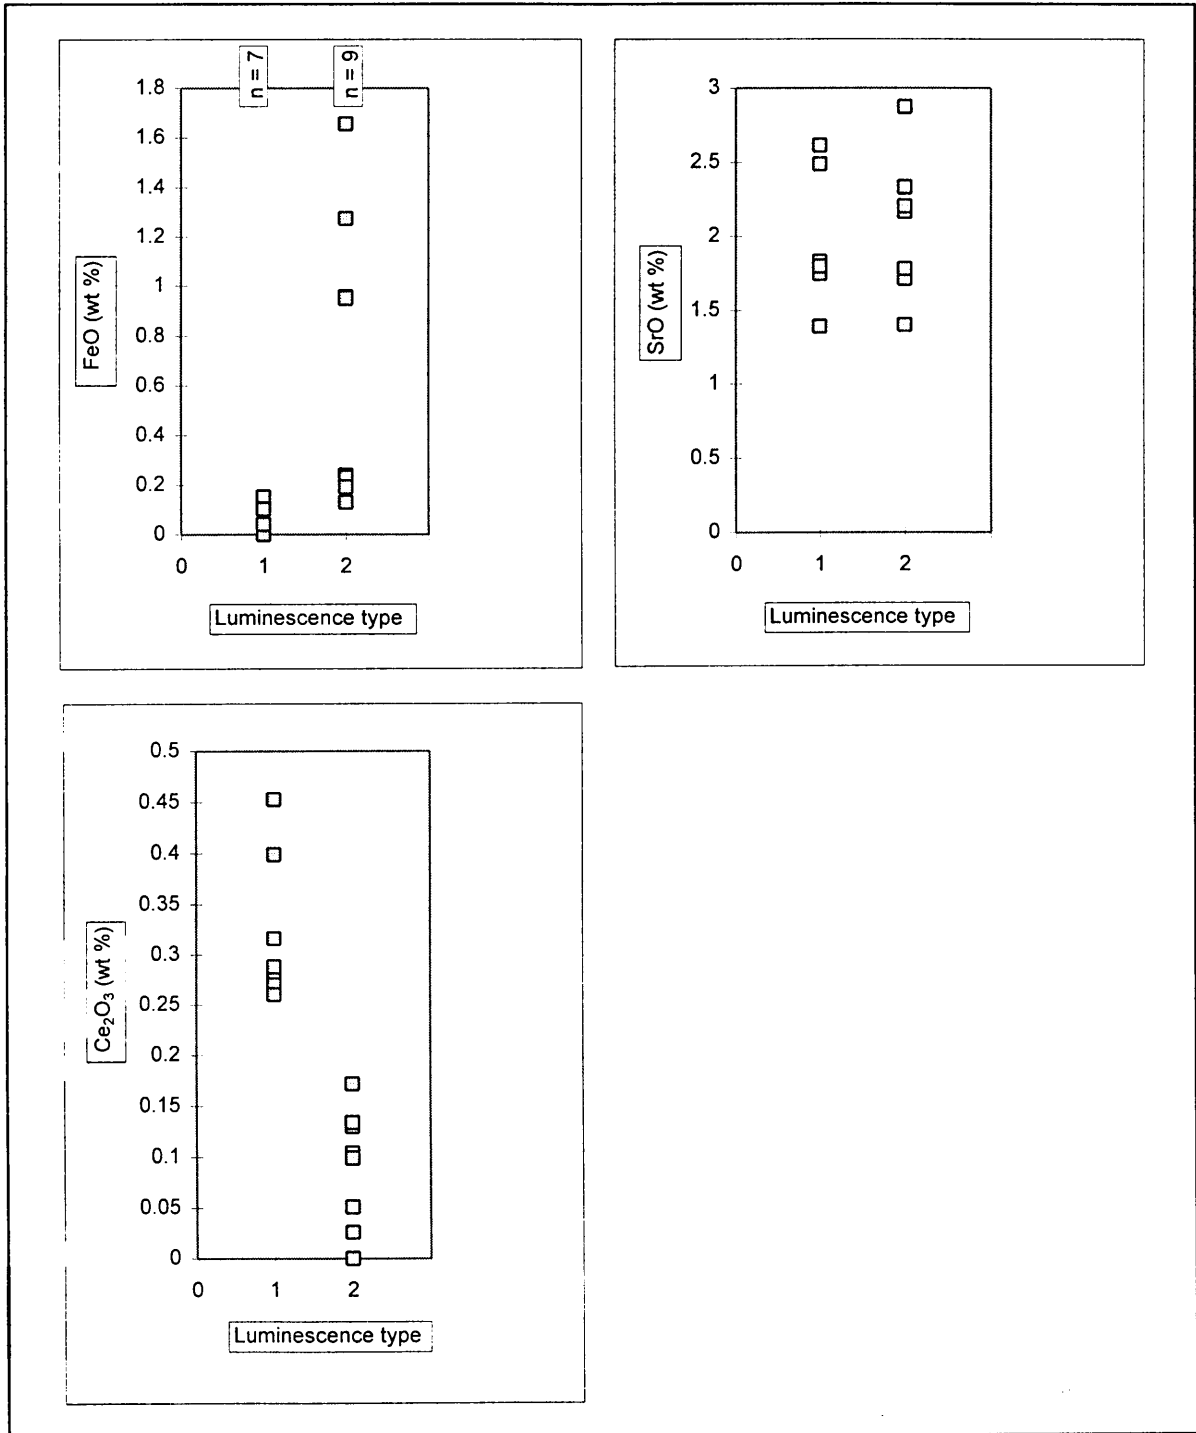 n = 7
n = 9
1.8
1.6
1.4
1.2
1
0.8
0.6
0.4
0.2
0
FeO (wt %)
0 1 2
Luminescence type
3
2.5
2
1.5
1
0.5
0
SrO (wt %)
0 1 2
Luminescence type
0.5
0.45
0.4
0.35
0.3
0.25
0.2
0.15
0.1
0.05
0
Ce₂O₃ (wt %)
0 1 2
Luminescence type